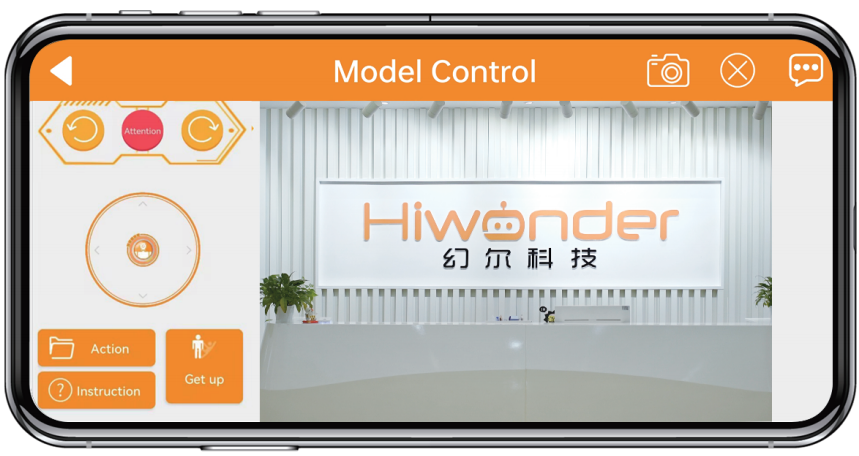 Model Control
Attention
Hiwonder
幻尔科技
Action
Get up
Instruction